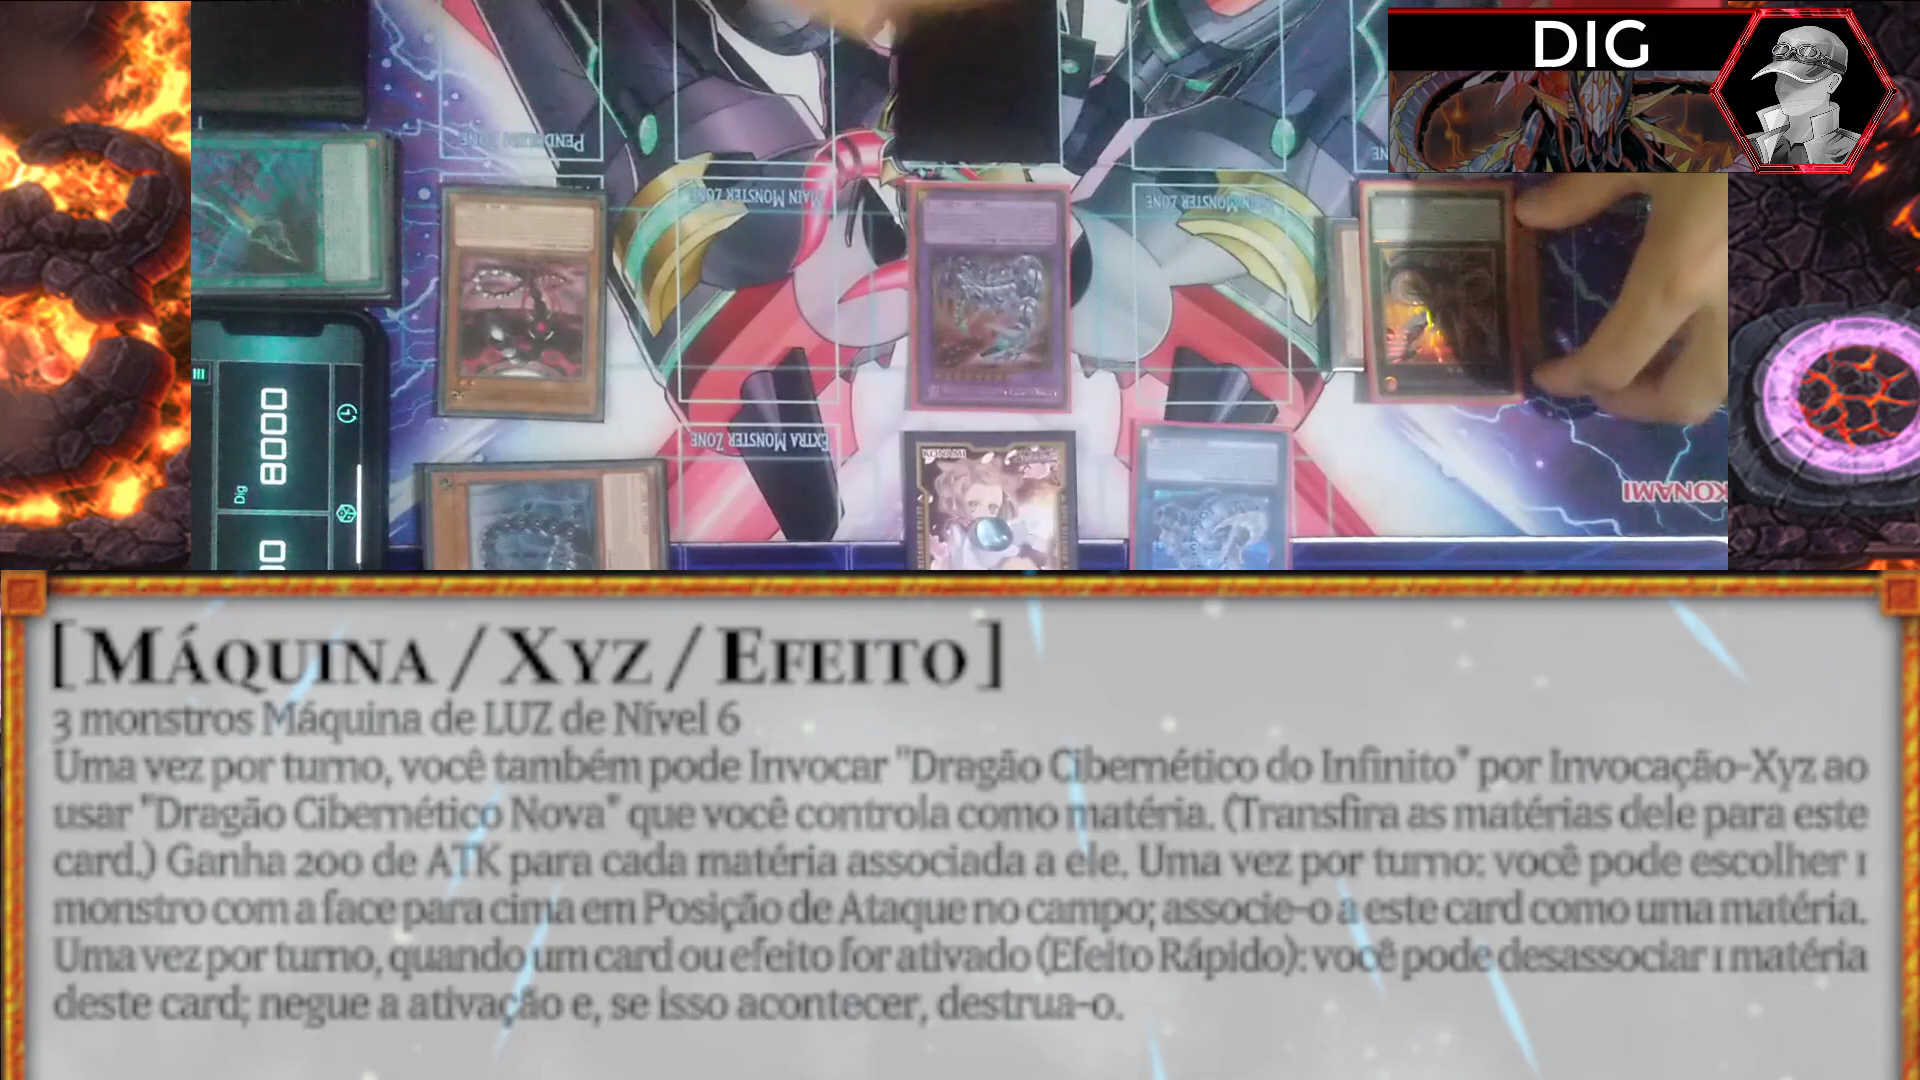 DIG
PENDULUM ZONE
MAIN MONSTER ZONE
MAIN MONSTER ZONE
EXTRA MONSTER ZONE
KONAMI
KONAMI
8000
Dig
[MÁQUINA / XYZ / EFEITO]
3 monstros Máquina de LUZ de Nível 6
Uma vez por turno, você também pode Invocar "Dragão Cibernético do Infinito" por Invocação-Xyz ao
usar "Dragão Cibernético Nova" que você controla como matéria. (Transfira as matérias dele para este
card.) Ganha 200 de ATK para cada matéria associada a ele. Uma vez por turno: você pode escolher 1
monstro com a face para cima em Posição de Ataque no campo; associe-o a este card como uma matéria.
Uma vez por turno, quando um card ou efeito for ativado (Efeito Rápido): você pode desassociar 1 matéria
deste card; negue a ativação e, se isso acontecer, destrua-o.